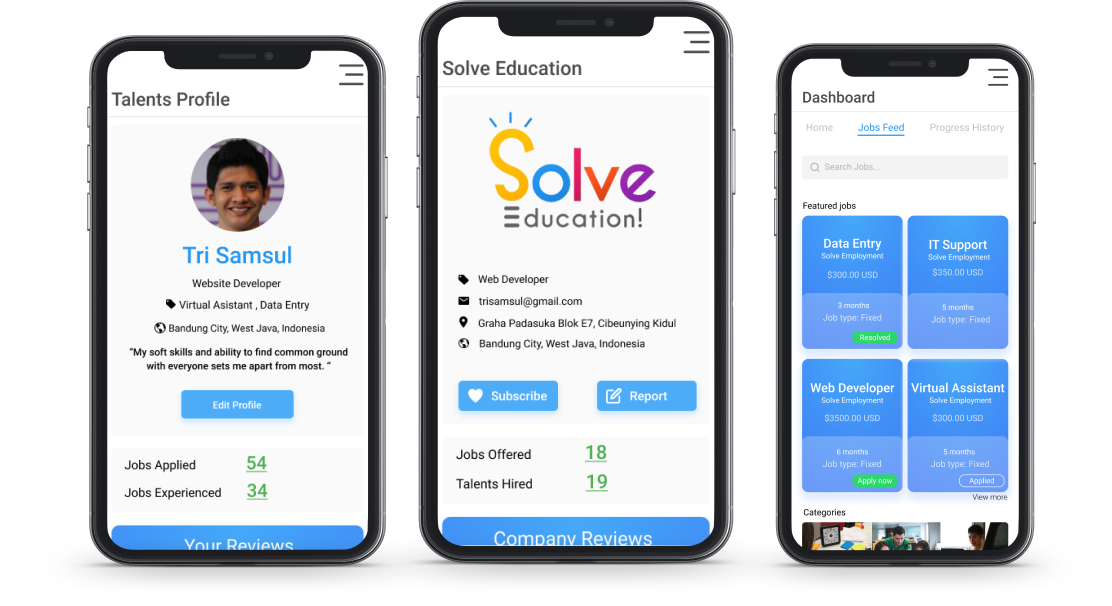 Talents Profile
Tri Samsul
Website Developer
Virtual Asistant , Data Entry
Bandung City, West Java, Indonesia
“My soft skills and ability to find common ground
with everyone sets me apart from most. “
Edit Profile
Jobs Applied 54
Jobs Experienced 34
Your Reviews
Solve Education
Solve
Education!
Web Developer
trisamsul@gmail.com
Graha Padasuka Blok E7, Cibeunying Kidul
Bandung City, West Java, Indonesia
Subscribe Report
Jobs Offered 18
Talents Hired 19
Company Reviews
Dashboard
Home Jobs Feed Progress History
Search Jobs...
Featured jobs
Data Entry
Solve Employment
$300.00 USD
3 months
Job type: Fixed
Resolved
IT Support
Solve Employment
$350.00 USD
5 months
Job type: Fixed
Web Developer
Solve Employment
$3500.00 USD
6 months
Job type: Fixed
Apply now
Virtual Assistant
Solve Employment
$300.00 USD
5 months
Job type: Fixed
Applied
View more
Categories